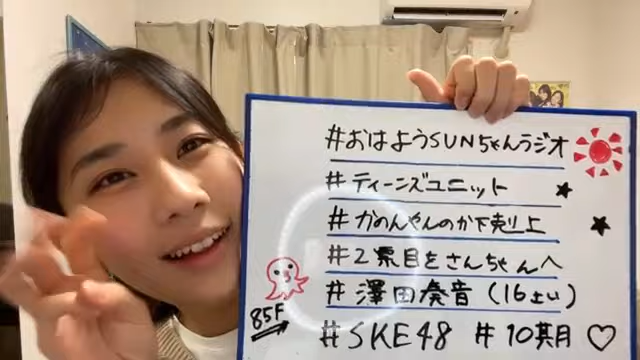 #おはようSUNちゃんラジオ
#ティーンズユニット
#かのんやんのか下剋上
#2票目をさんちゃんへ
#澤田奏音(16さい)
85F
#SKE48 #10期月